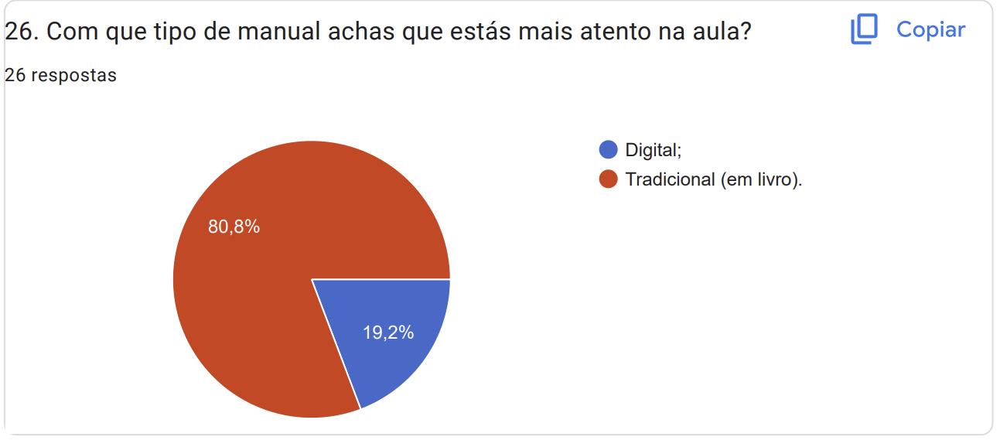 26. Com que tipo de manual achas que estás mais atento na aula?
Copiar
26 respostas
Digital;
Tradicional (em livro).
80,8%
19,2%